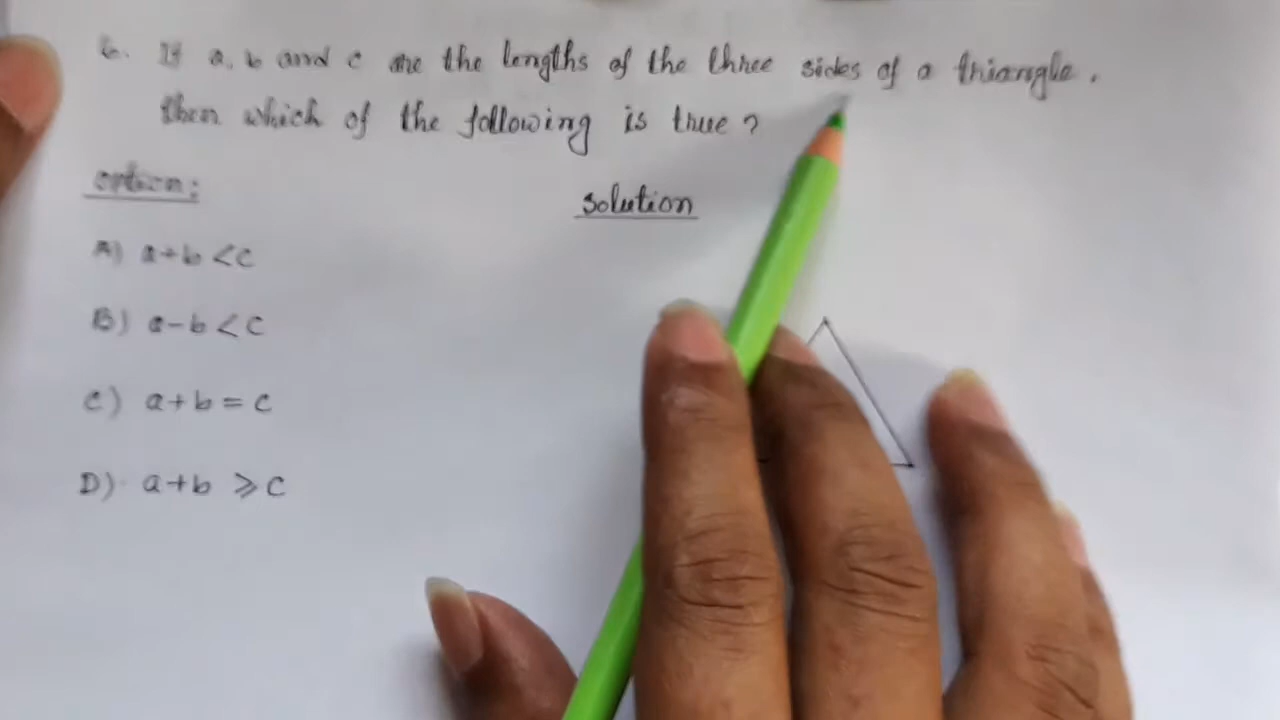 6. If a, b and c are the lengths of the three sides of a triangle.
then which of the following is true?
option:
solution
A) a+b <c
B) a-b <c
C) a+b = c
D) a+b ⩾ c